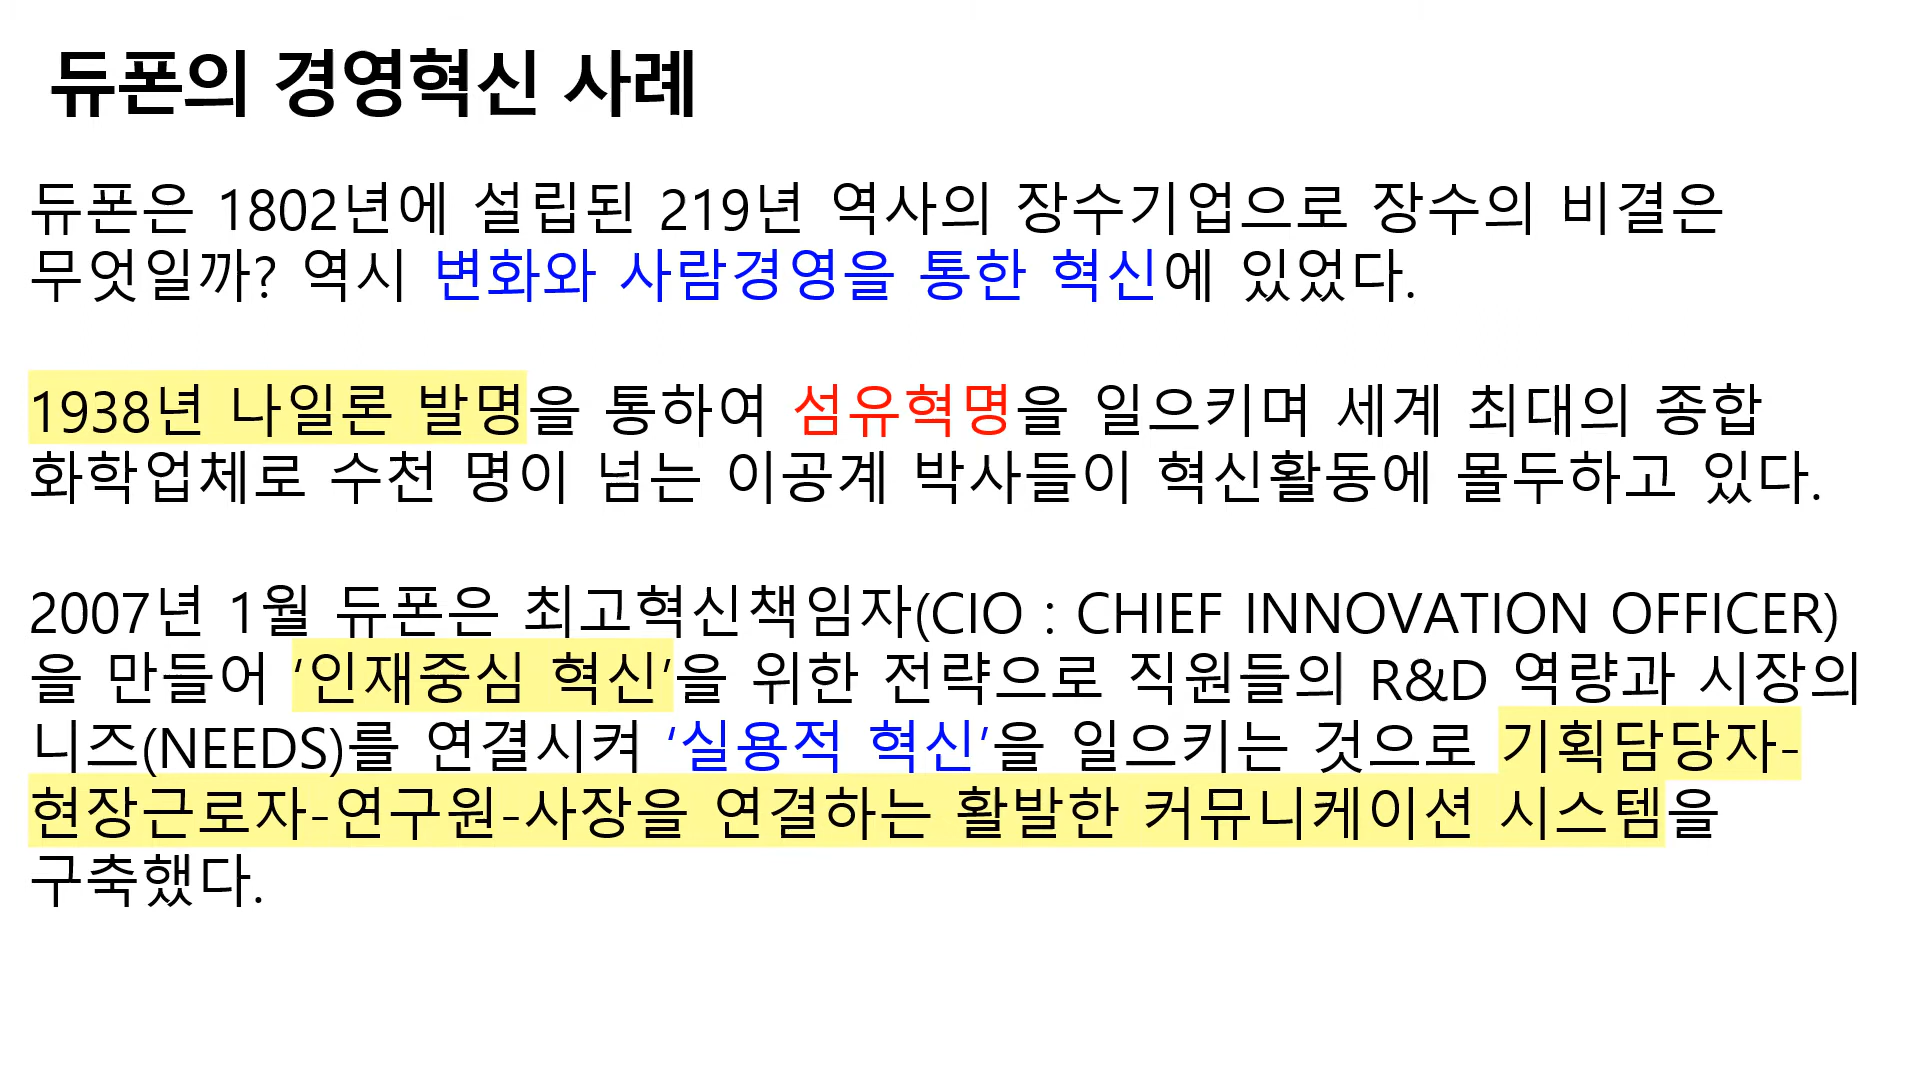 듀폰의 경영혁신 사례
듀폰은 1802년에 설립된 219년 역사의 장수기업으로 장수의 비결은
무엇일까? 역시 변화와 사람경영을 통한 혁신에 있었다.
1938년 나일론 발명을 통하여 섬유혁명을 일으키며 세계 최대의 종합
화학업체로 수천 명이 넘는 이공계 박사들이 혁신활동에 몰두하고 있다.
2007년 1월 듀폰은 최고혁신책임자(CIO : CHIEF INNOVATION OFFICER)
을 만들어 ‘인재중심 혁신’을 위한 전략으로 직원들의 R&D 역량과 시장의
니즈(NEEDS)를 연결시켜 ‘실용적 혁신’을 일으키는 것으로 기획담당자-
현장근로자-연구원-사장을 연결하는 활발한 커뮤니케이션 시스템을
구축했다.